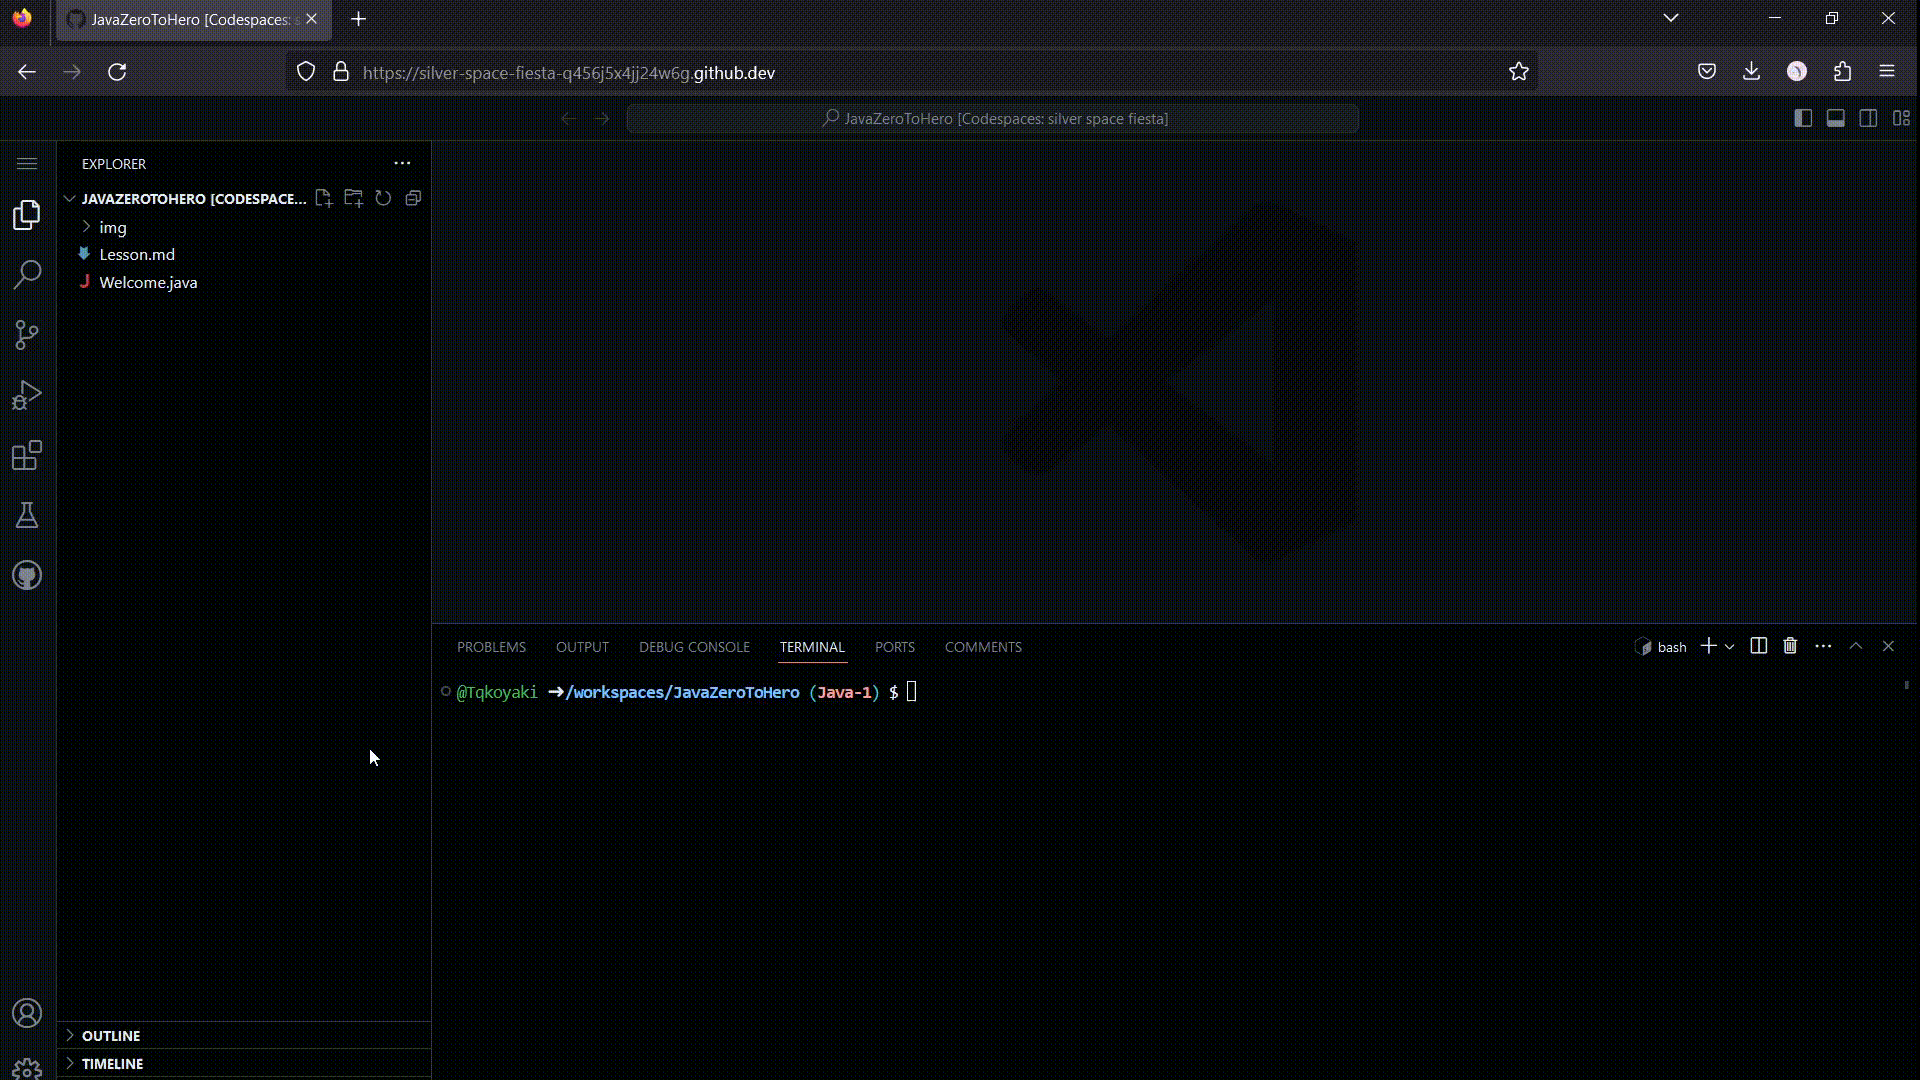 JavaZeroToHero [Codespaces: s
https://silver-space-fiesta-q456j5x4jj24w6g.github.dev
JavaZeroToHero [Codespaces: silver space fiesta]
EXPLORER
JAVAZEROTOHERO [CODESPACE...
img
Lesson.md
J Welcome.java
PROBLEMS OUTPUT DEBUG CONSOLE TERMINAL PORTS COMMENTS bash
@Tqkoyaki ➜/workspaces/JavaZeroToHero (Java-1) $
OUTLINE
TIMELINE